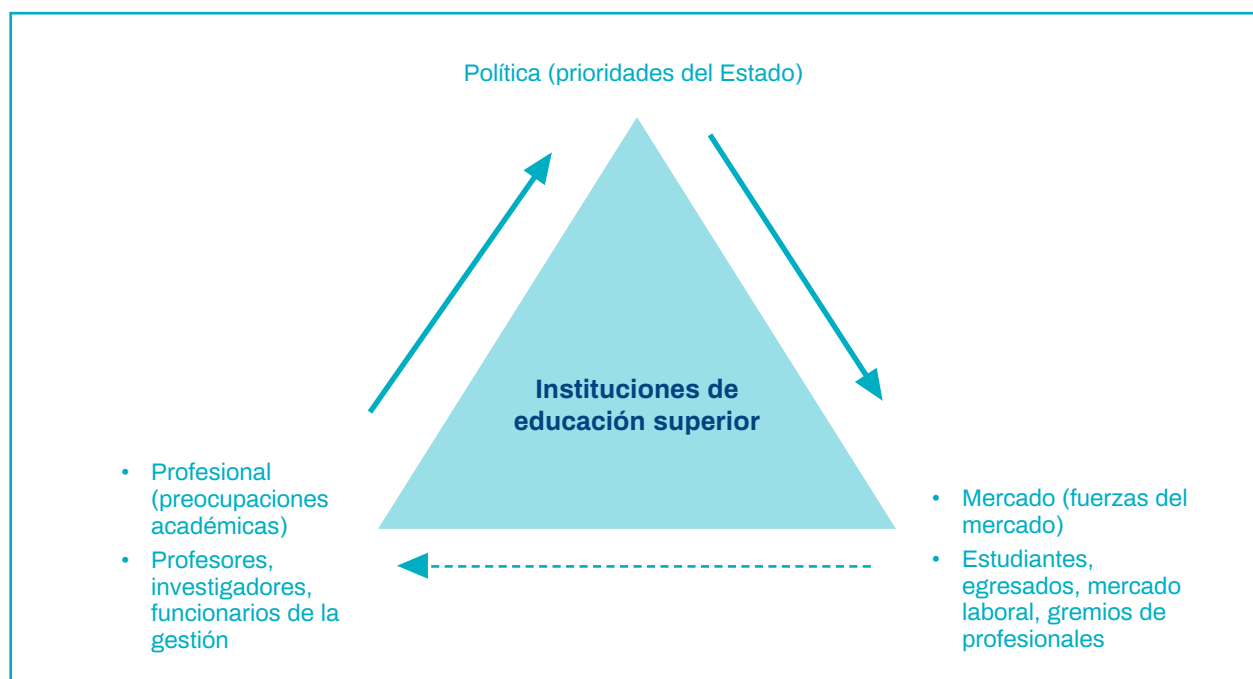 Política (prioridades del Estado)
Instituciones de
educación superior
• Profesional
(preocupaciones
académicas)
• Profesores,
investigadores,
funcionarios de la
gestión
• Mercado (fuerzas del
mercado)
• Estudiantes,
egresados, mercado
laboral, gremios de
profesionales